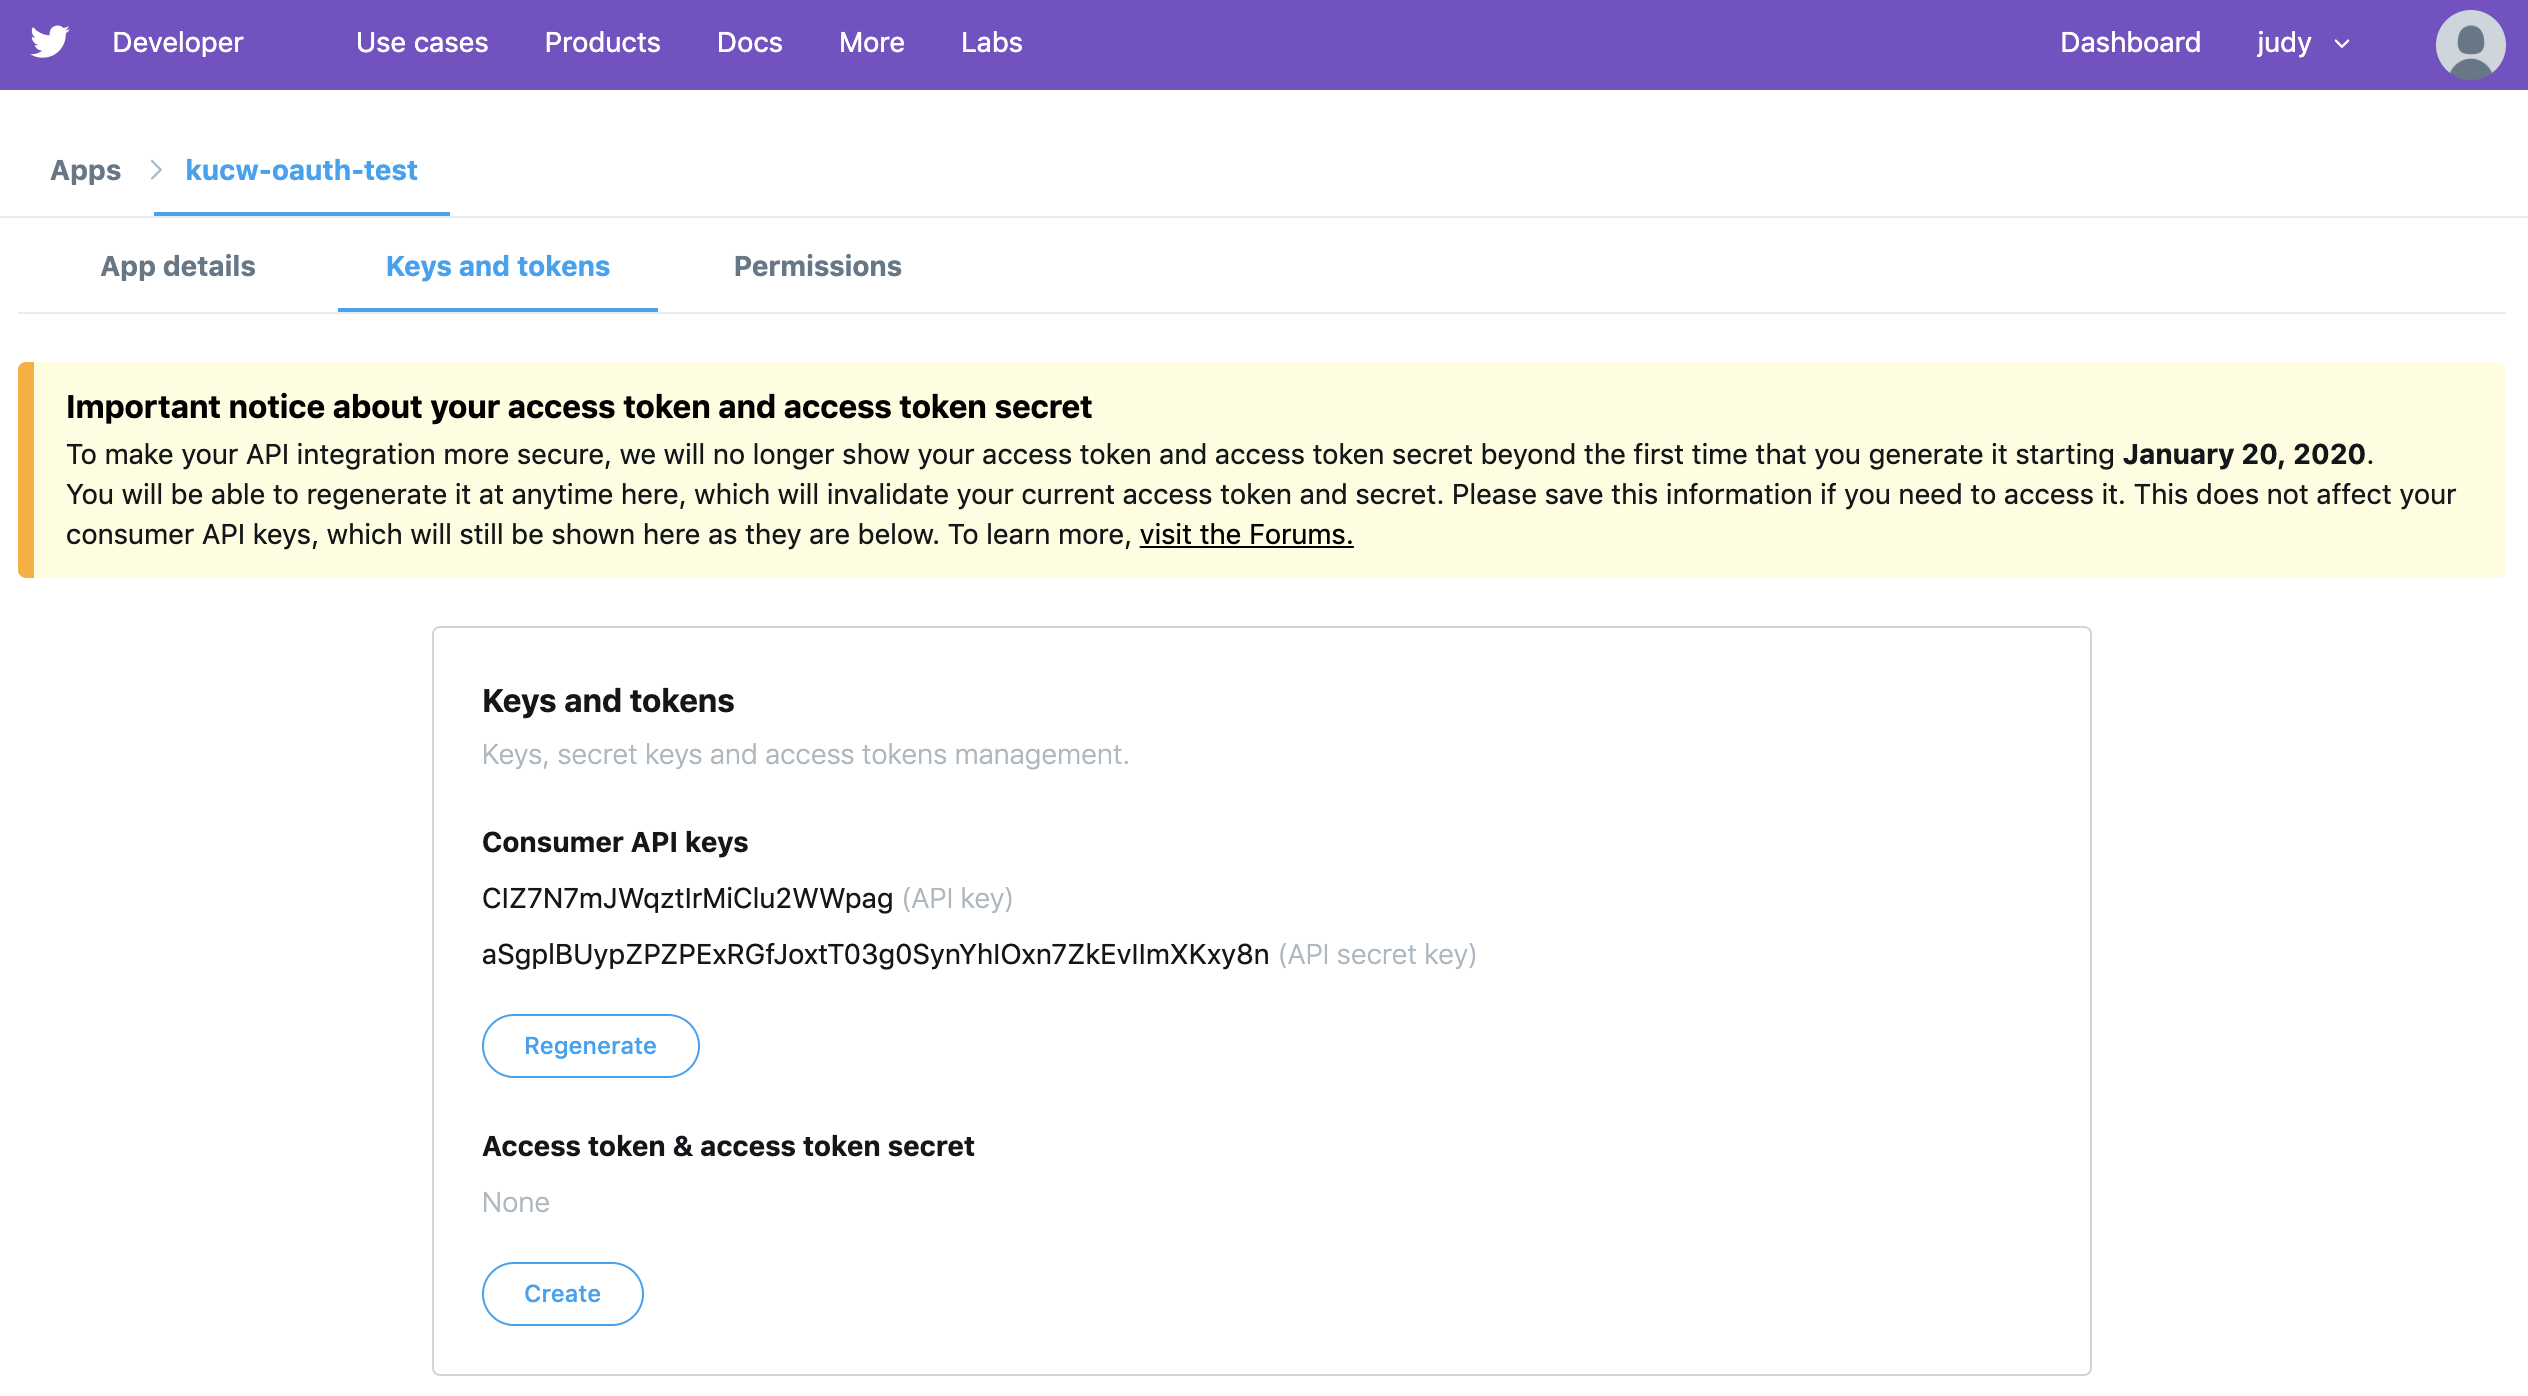 Developer Use cases Products Docs More Labs Dashboard judy
Apps kucw-oauth-test
App details Keys and tokens Permissions
Important notice about your access token and access token secret
To make your API integration more secure, we will no longer show your access token and access token secret beyond the first time that you generate it starting January 20, 2020.
You will be able to regenerate it at anytime here, which will invalidate your current access token and secret. Please save this information if you need to access it. This does not affect your
consumer API keys, which will still be shown here as they are below. To learn more, visit the Forums.
Keys and tokens
Keys, secret keys and access tokens management.
Consumer API keys
CIZ7N7mJWqztIrMiClu2WWpag (API key)
aSgplBUypZPZPExRGfJoxtT03g0SynYhIOxn7ZkEvIImXKxy8n (API secret key)
Regenerate
Access token & access token secret
None
Create